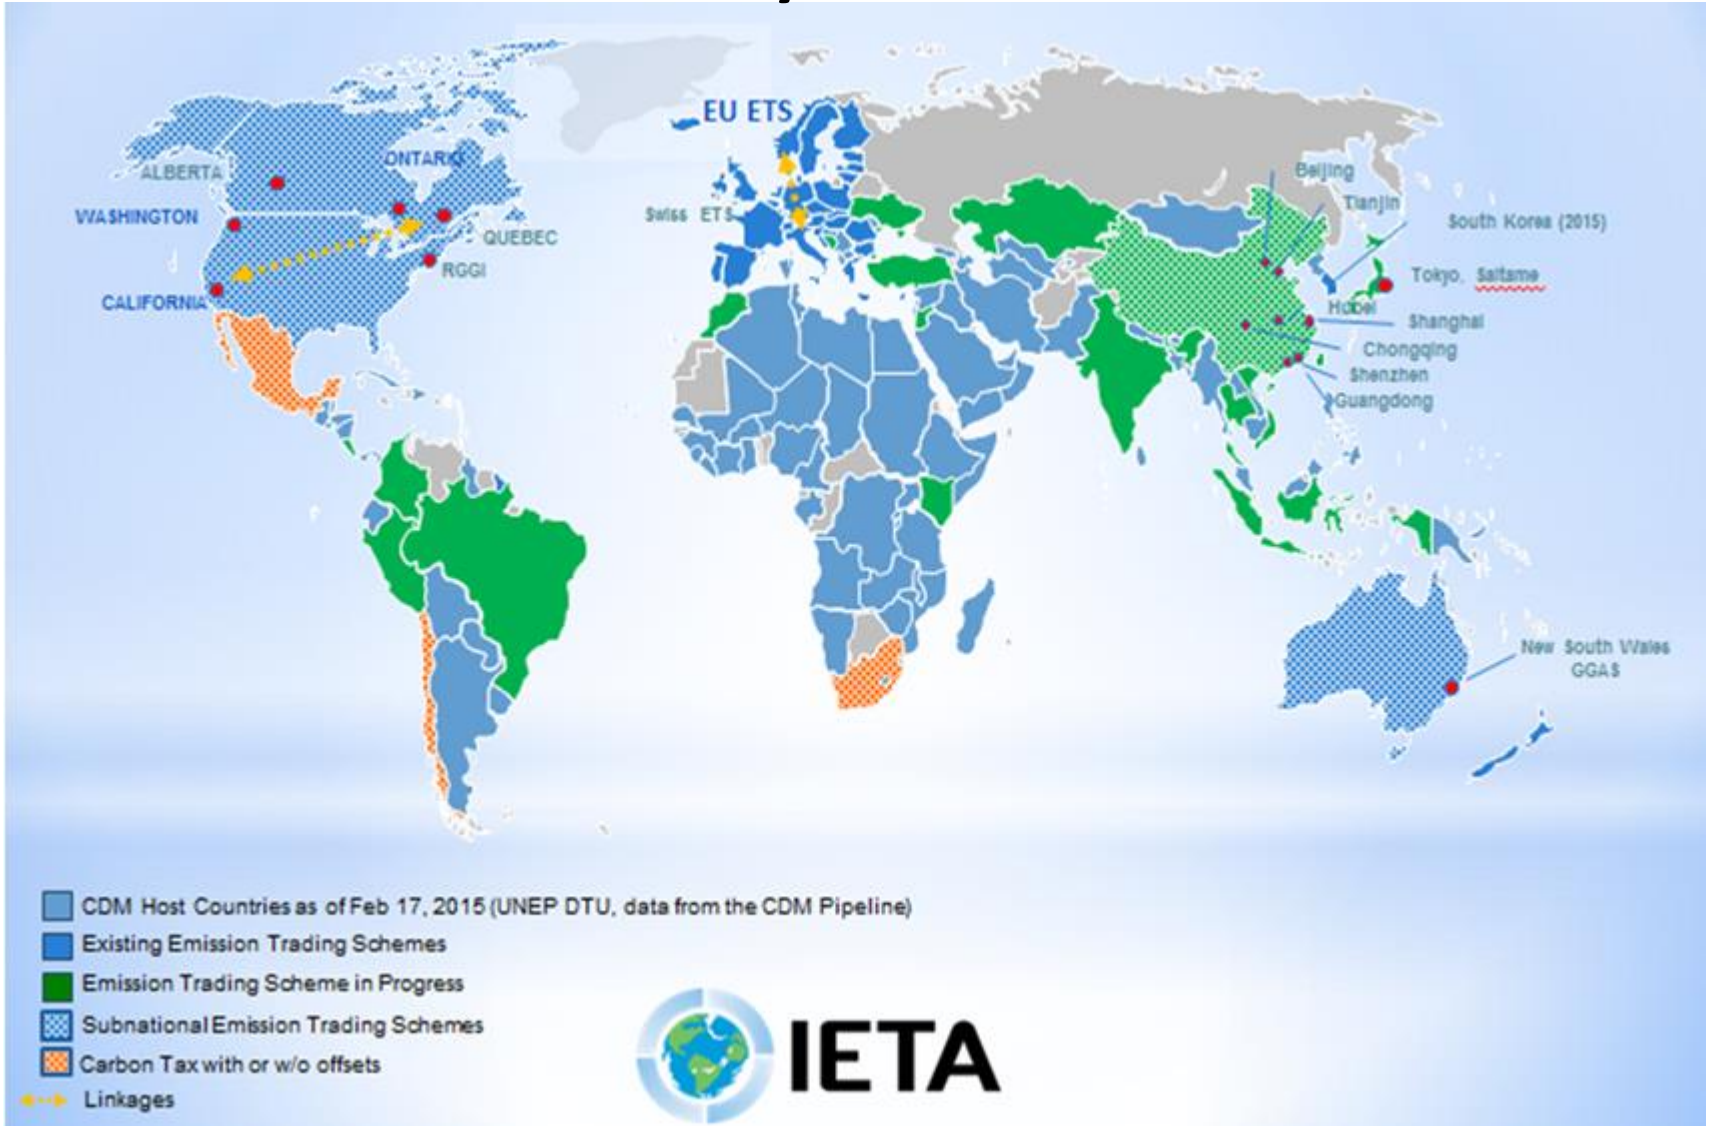 EU ETS
ONTARIO
ALBERTA
WASHINGTON
QUEBEC
RGGI
CALIFORNIA
Swiss ETS
Beijing
Tianjin
South Korea (2015)
Tokyo, Saitame
Hubei
Shanghai
Chongqing
Shenzhen
Guangdong
New South Wales
GGAS
CDM Host Countries as of Feb 17, 2015 (UNEP DTU, data from the CDM Pipeline)
Existing Emission Trading Schemes
Emission Trading Scheme in Progress
Subnational Emission Trading Schemes
Carbon Tax with or w/o offsets
Linkages
IETA